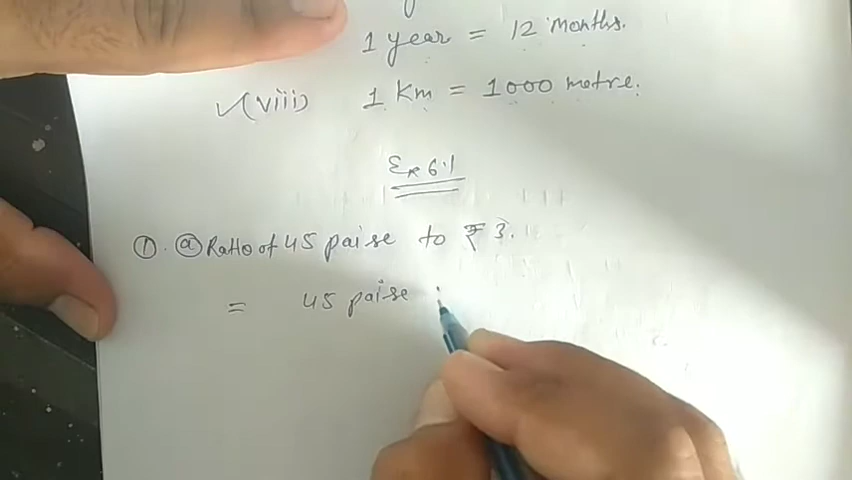 1 year = 12 months.
(viii) 1 Km = 1000 metre.
Ex 6.1
① . ⓐ Ratio of 45 paise to ₹ 3.
= 45 paise :